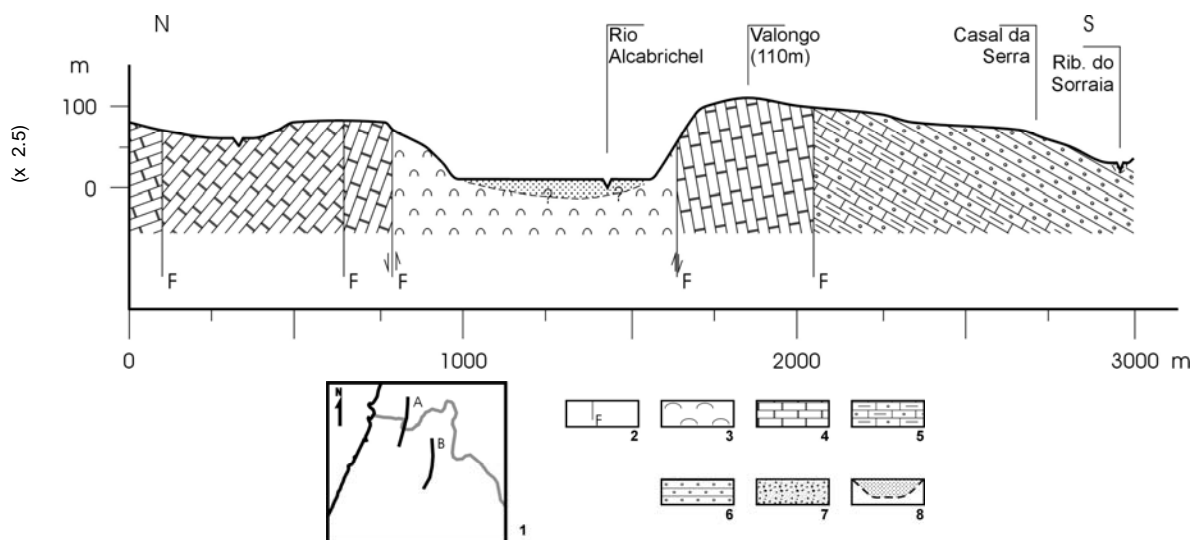 N
S
m
Rio
Alcabrichel
Valongo
(110m)
Casal da
Serra
Rib. do
Sorraia
100
0
(x 2.5)
?
?
F
F
F
F
F
0
1000
2000
3000
m
N
A
B
1
F
2
3
4
5
6
7
8